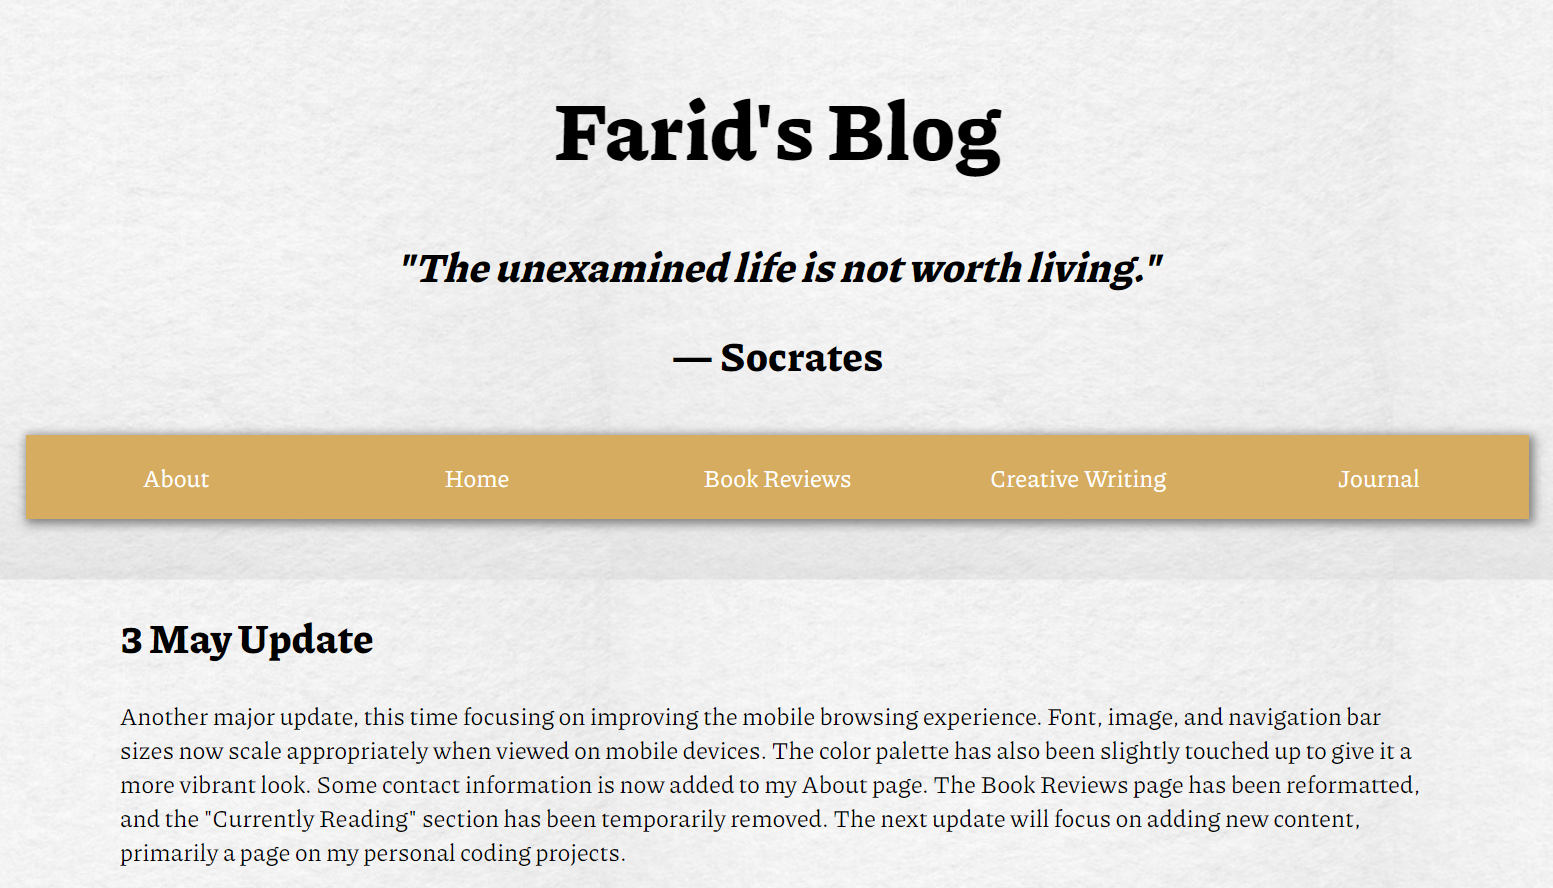 Farid's Blog
"The unexamined life is not worth living."
— Socrates
About Home Book Reviews Creative Writing Journal
3 May Update
Another major update, this time focusing on improving the mobile browsing experience. Font, image, and navigation bar
sizes now scale appropriately when viewed on mobile devices. The color palette has also been slightly touched up to give it a
more vibrant look. Some contact information is now added to my About page. The Book Reviews page has been reformatted,
and the "Currently Reading" section has been temporarily removed. The next update will focus on adding new content,
primarily a page on my personal coding projects.